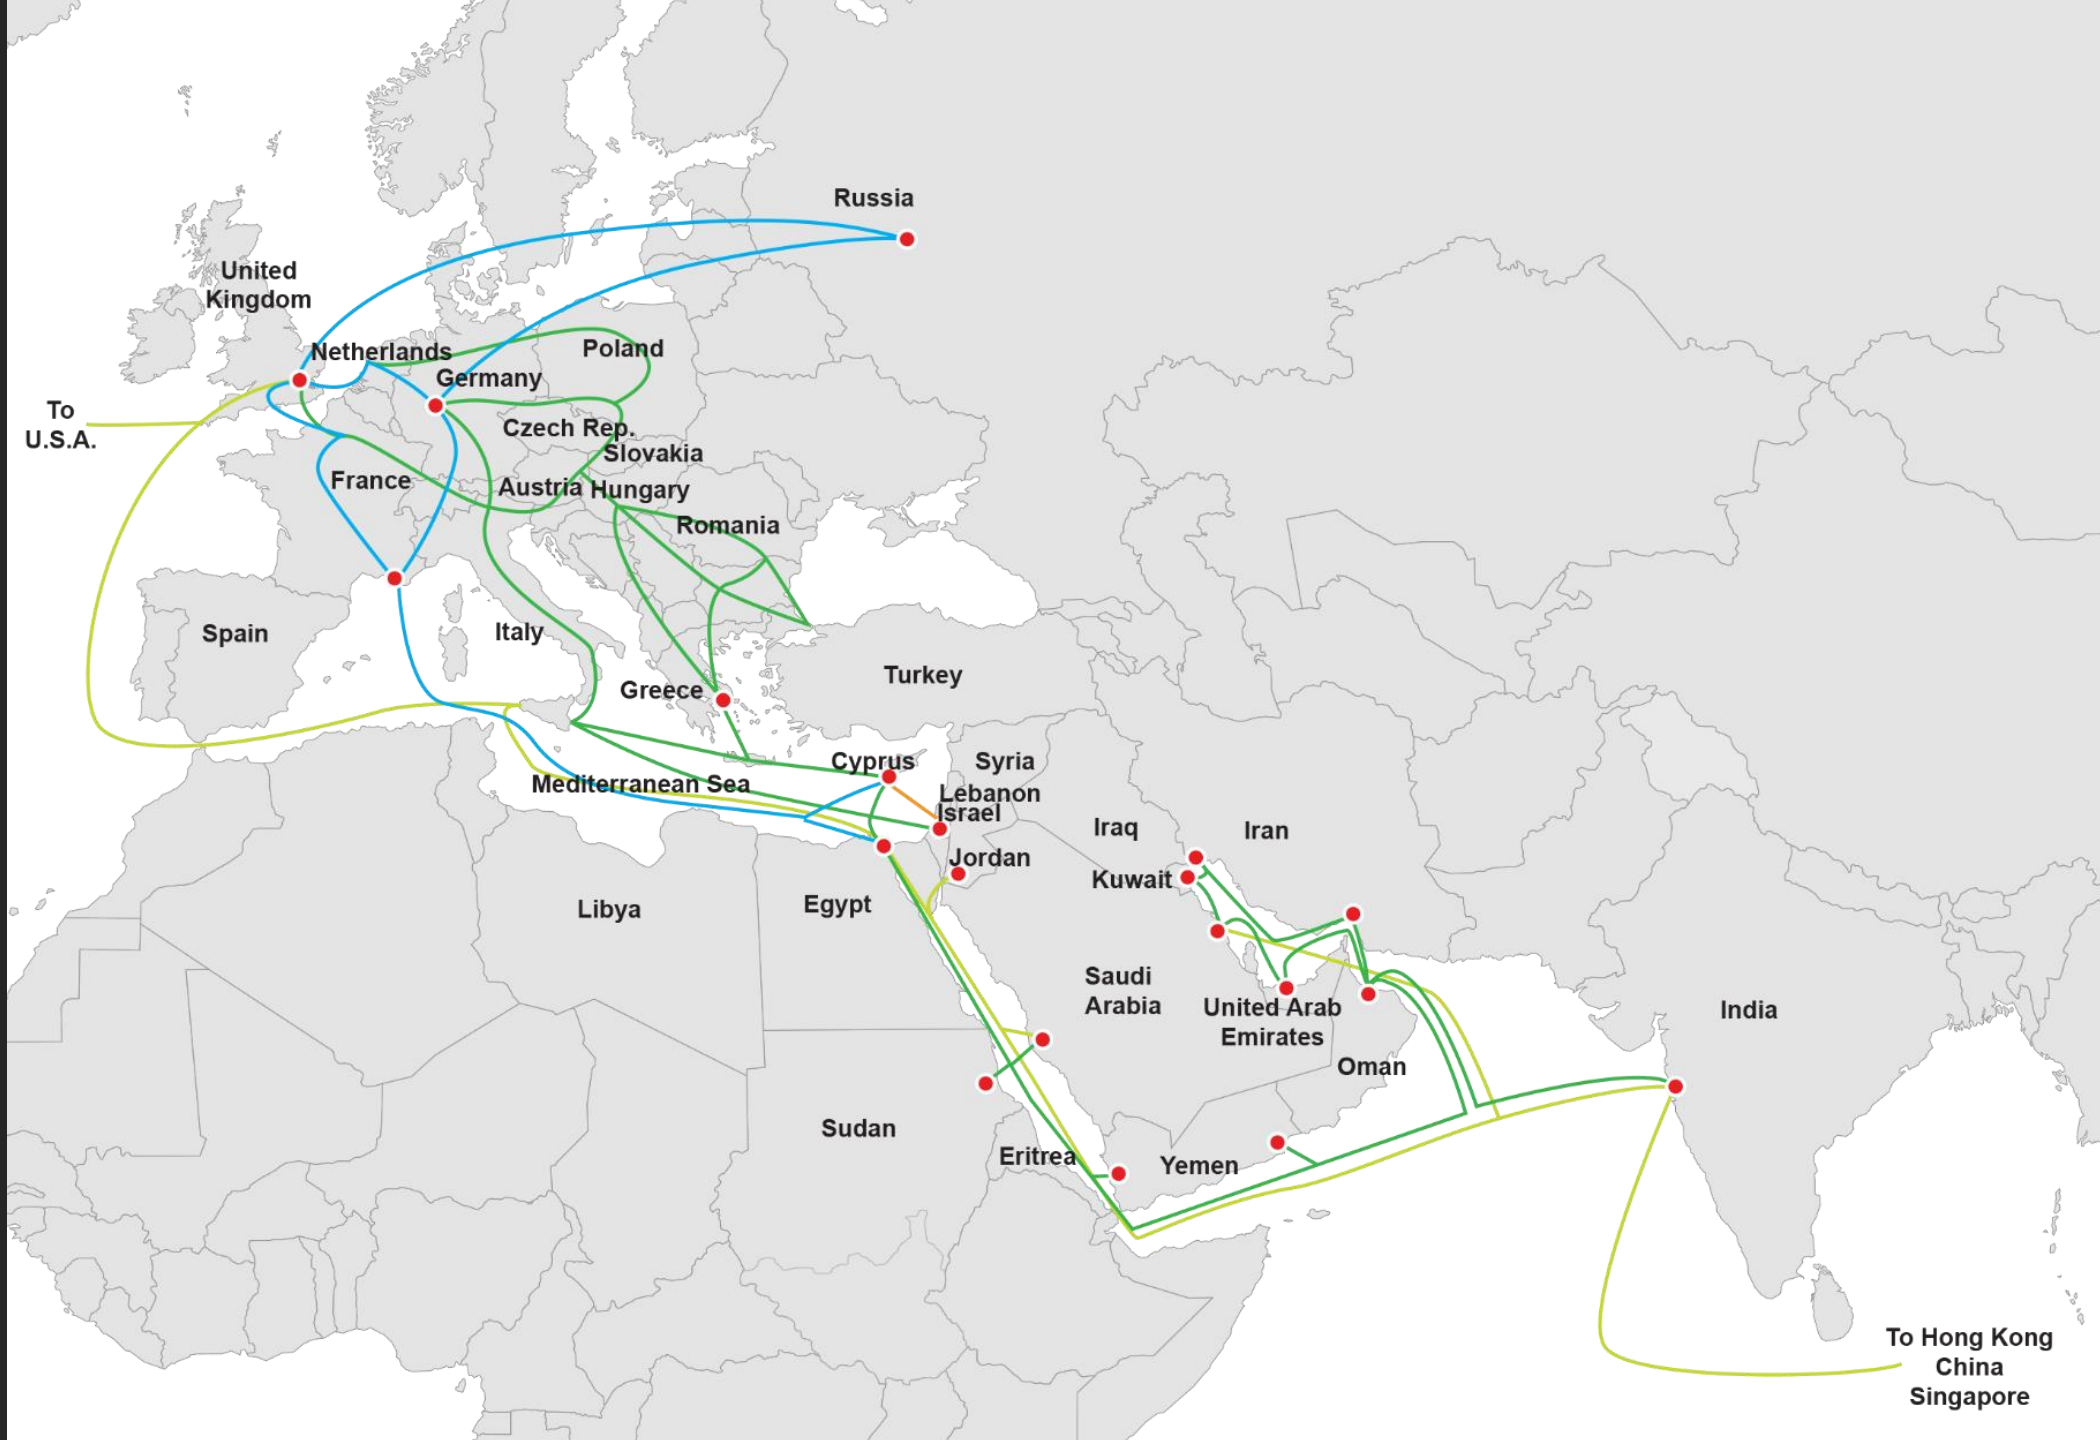 Russia
United
Kingdom
Netherlands
Poland
Germany
To
U.S.A.
Czech Rep.
Slovakia
France
Austria
Hungary
Romania
Spain
Italy
Turkey
Greece
Cyprus
Syria
Mediterranean Sea
Lebanon
Israel
Iraq
Iran
Jordan
Kuwait
Libya
Egypt
Saudi
Arabia
United Arab
Emirates
India
Oman
Sudan
Eritrea
Yemen
To Hong Kong
China
Singapore